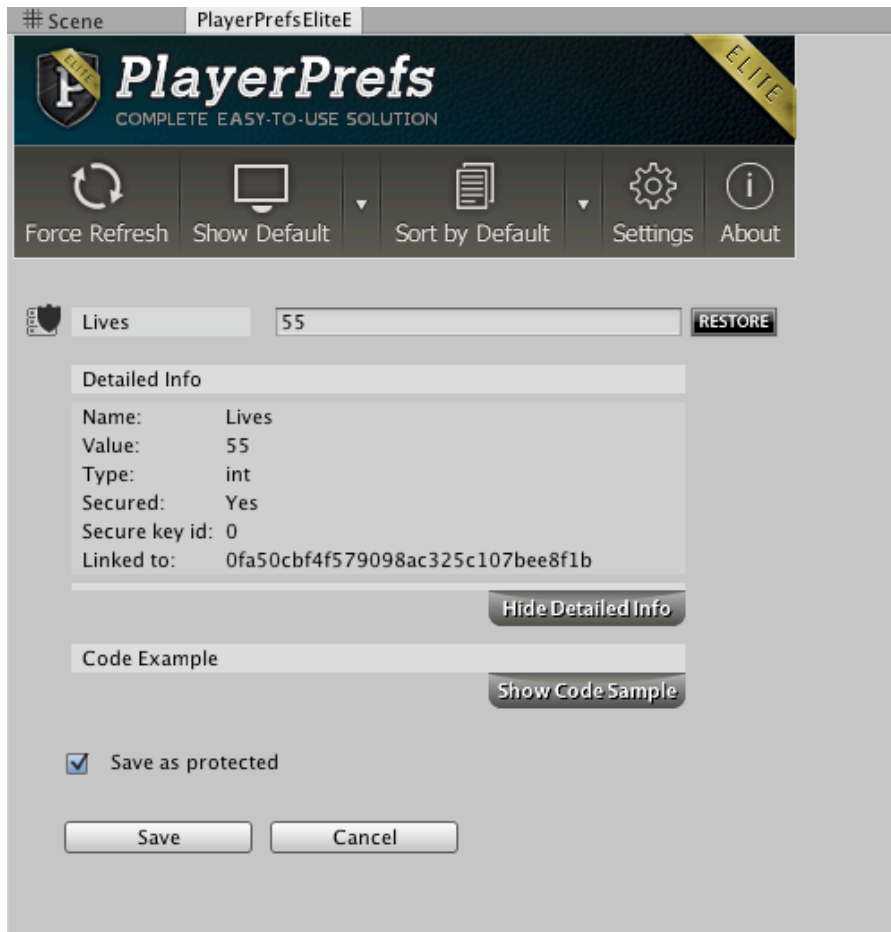 Scene PlayerPrefsEliteE
PlayerPrefs
COMPLETE EASY-TO-USE SOLUTION
ELITE
ELITE
Force Refresh Show Default Sort by Default Settings About
Lives 55 RESTORE
Detailed Info
Name: Lives
Value: 55
Type: int
Secured: Yes
Secure key id: 0
Linked to: 0fa50cbf4f579098ac325c107bee8f1b
Hide Detailed Info
Code Example
Show Code Sample
Save as protected
Save Cancel